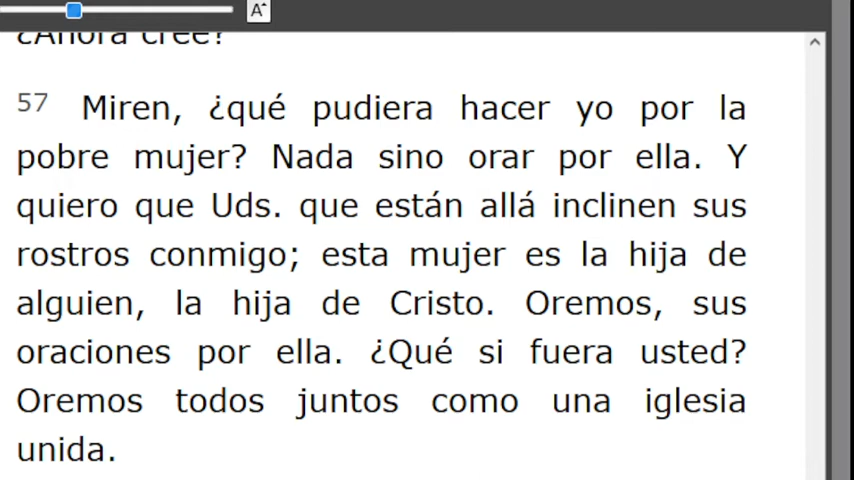 A
¿Ahora cree?
57 Miren, ¿qué pudiera hacer yo por la
pobre mujer? Nada sino orar por ella. Y
quiero que Uds. que están allá inclinen sus
rostros conmigo; esta mujer es la hija de
alguien, la hija de Cristo. Oremos, sus
oraciones por ella. ¿Qué si fuera usted?
Oremos todos juntos como una iglesia
unida.